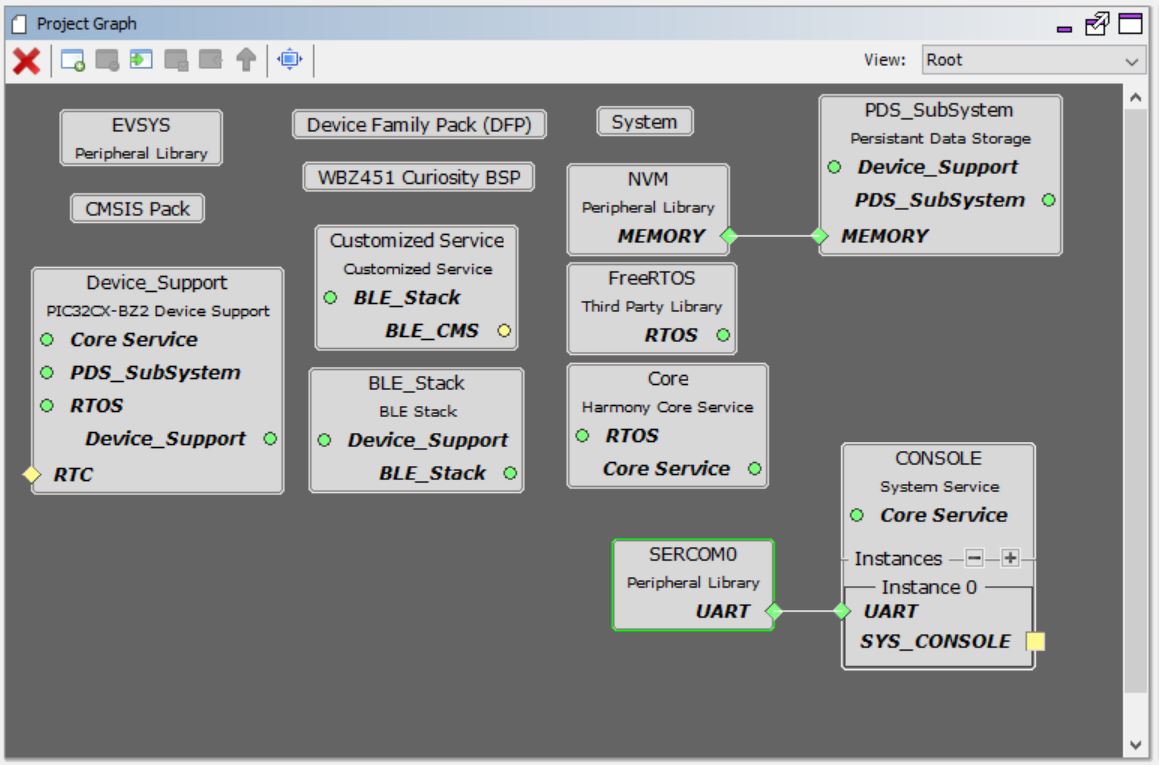 Project Graph
View: Root
EVSYS
Peripheral Library
CMSIS Pack
Device Family Pack (DFP)
WBZ451 Curiosity BSP
System
PDS_SubSystem
Persistant Data Storage
Device_Support
PDS_SubSystem
MEMORY
NVM
Peripheral Library
MEMORY
Customized Service
Customized Service
BLE_Stack
BLE_CMS
FreeRTOS
Third Party Library
RTOS
Device_Support
PIC32CX-BZ2 Device Support
Core Service
PDS_SubSystem
RTOS
Device_Support
RTC
BLE_Stack
BLE Stack
Device_Support
BLE_Stack
Core
Harmony Core Service
RTOS
Core Service
CONSOLE
System Service
Core Service
Instances
Instance 0
UART
SYS_CONSOLE
SERCOM0
Peripheral Library
UART